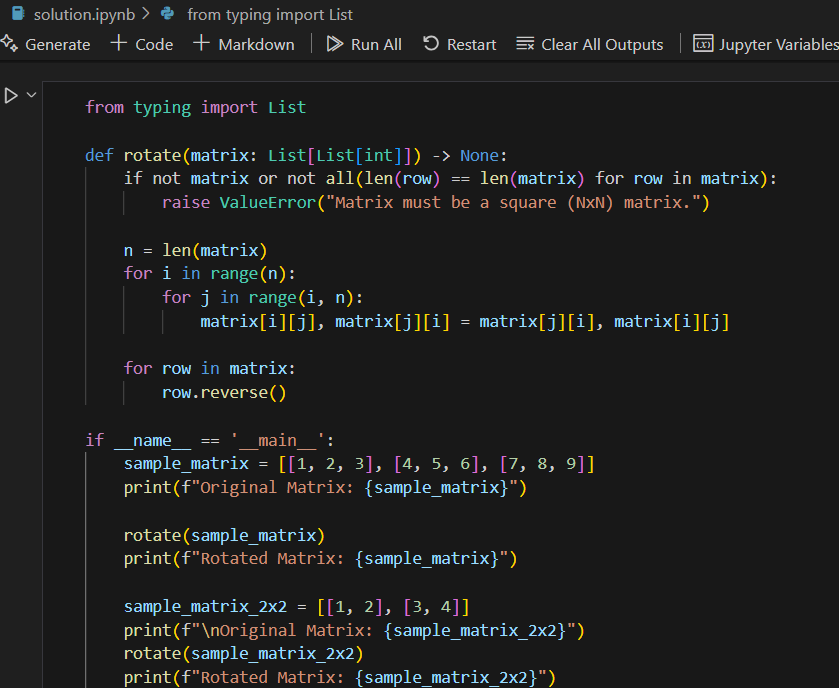 solution.ipynb > from typing import List
Generate + Code + Markdown Run All Restart Clear All Outputs Jupyter Variables
from typing import List
def rotate(matrix: List[List[int]]) -> None:
    if not matrix or not all(len(row) == len(matrix) for row in matrix):
        raise ValueError("Matrix must be a square (NxN) matrix.")
    n = len(matrix)
    for i in range(n):
        for j in range(i, n):
            matrix[i][j], matrix[j][i] = matrix[j][i], matrix[i][j]
    for row in matrix:
        row.reverse()
if __name__ == '__main__':
    sample_matrix = [[1, 2, 3], [4, 5, 6], [7, 8, 9]]
    print(f"Original Matrix: {sample_matrix}")
    rotate(sample_matrix)
    print(f"Rotated Matrix: {sample_matrix}")
    sample_matrix_2x2 = [[1, 2], [3, 4]]
    print(f"\nOriginal Matrix: {sample_matrix_2x2}")
    rotate(sample_matrix_2x2)
    print(f"Rotated Matrix: {sample_matrix_2x2}")